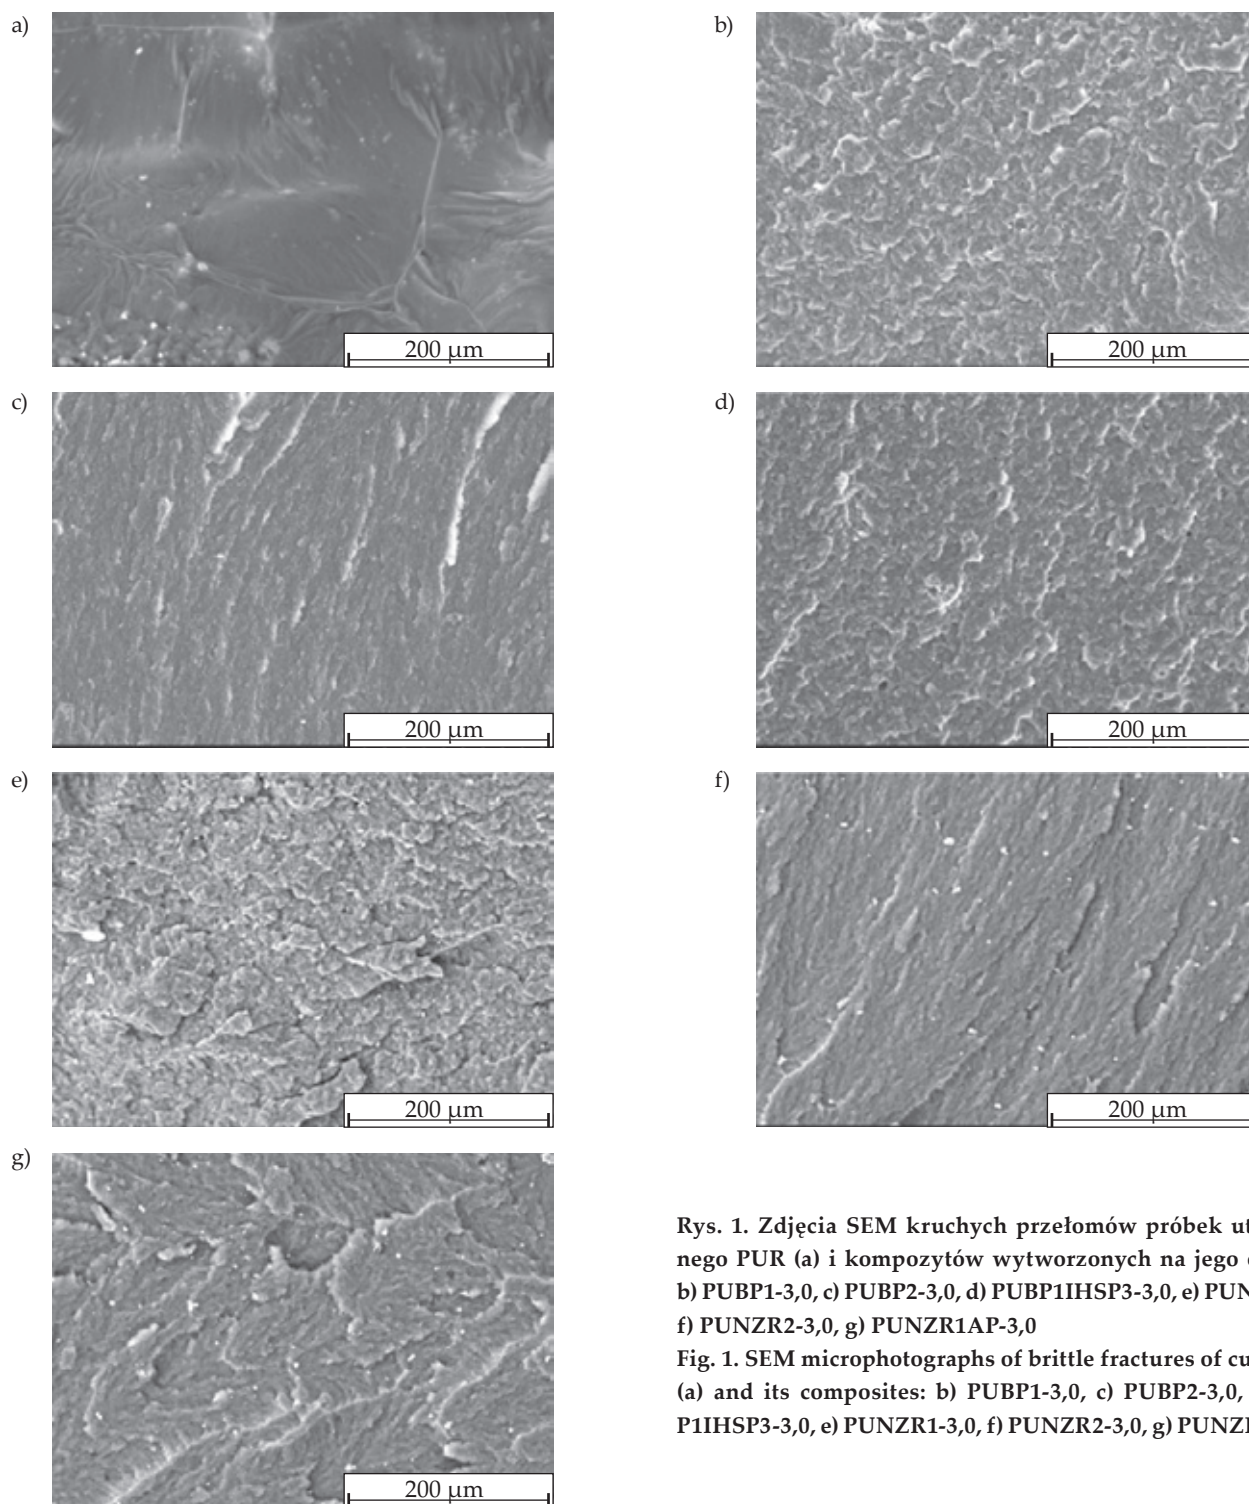 a)
b)
200 µm
200 µm
c)
d)
200 µm
200 µm
e)
f)
200 µm
200 µm
g)
200 µm
Rys. 1. Zdjęcia SEM kruchych przełomów próbek ut
nego PUR (a) i kompozytów wytworzonych na jego
b) PUBP1-3,0, c) PUBP2-3,0, d) PUBP1IHSP3-3,0, e) PUN
f) PUNZR2-3,0, g) PUNZR1AP-3,0
Fig. 1. SEM microphotographs of brittle fractures of cu
(a) and its composites: b) PUBP1-3,0, c) PUBP2-3,0,
P1IHSP3-3,0, e) PUNZR1-3,0, f) PUNZR2-3,0, g) PUNZ